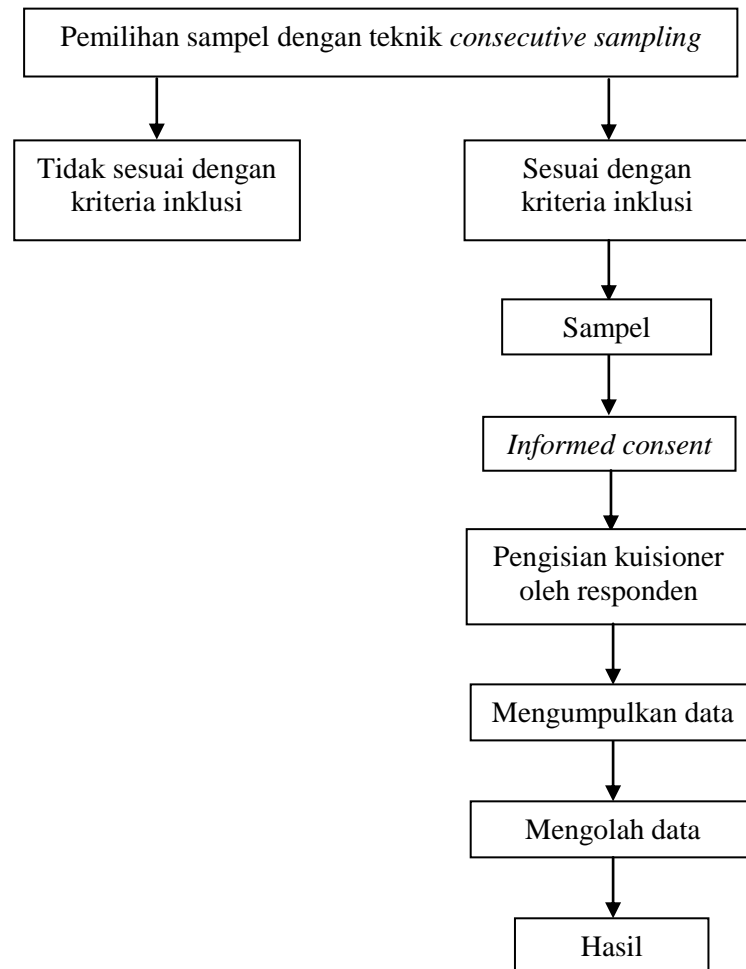 Pemilihan sampel dengan teknik consecutive sampling
Tidak sesuai dengan
kriteria inklusi
Sesuai dengan
kriteria inklusi
Sampel
Informed consent
Pengisian kuisioner
oleh responden
Mengumpulkan data
Mengolah data
Hasil